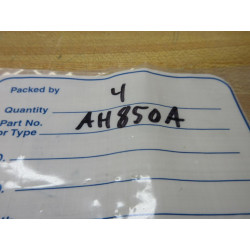 Packed by
Quantity 4
Part No. AH850A
or Type